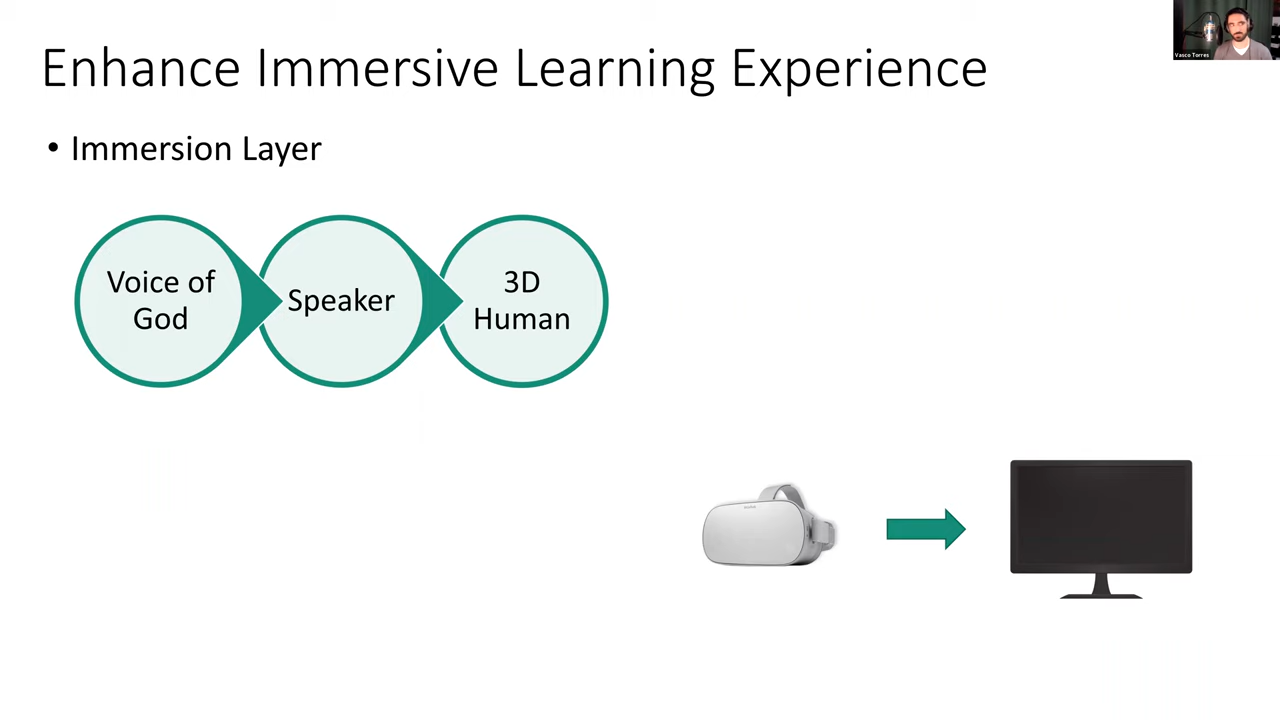 Enhance Immersive Learning Experience
Vasco Torres
• Immersion Layer
Voice of
God
Speaker
3D
Human